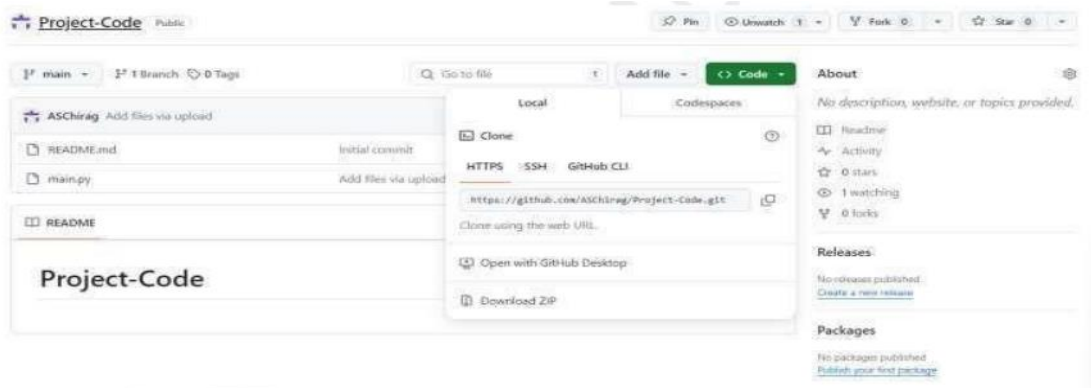 Project-Code Public
Pin Unwatch 1 Fork 0 Star 0
main 1 Branch 0 Tags Go to file t Add file <> Code
About
No description, website, or topics provided.
Readme
Activity
0 stars
1 watching
0 forks
ASChirag Add files via upload
README.md Initial commit
main.py Add files via upload
Local Codespaces
Clone
HTTPS SSH GitHub CLI
https://github.com/ASChirag/Project-Code.git
Clone using the web URL.
Open with GitHub Desktop
Download ZIP
README
Project-Code
Releases
No releases published
Create a new release
Packages
No packages published
Publish your first package